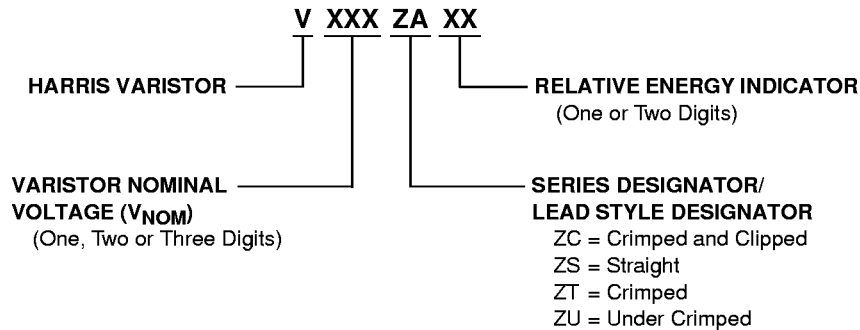 V XXX ZA XX
HARRIS VARISTOR
RELATIVE ENERGY INDICATOR
(One or Two Digits)
VARISTOR NOMINAL
VOLTAGE (VNOM)
(One, Two or Three Digits)
SERIES DESIGNATOR/
LEAD STYLE DESIGNATOR
ZC = Crimped and Clipped
ZS = Straight
ZT = Crimped
ZU = Under Crimped